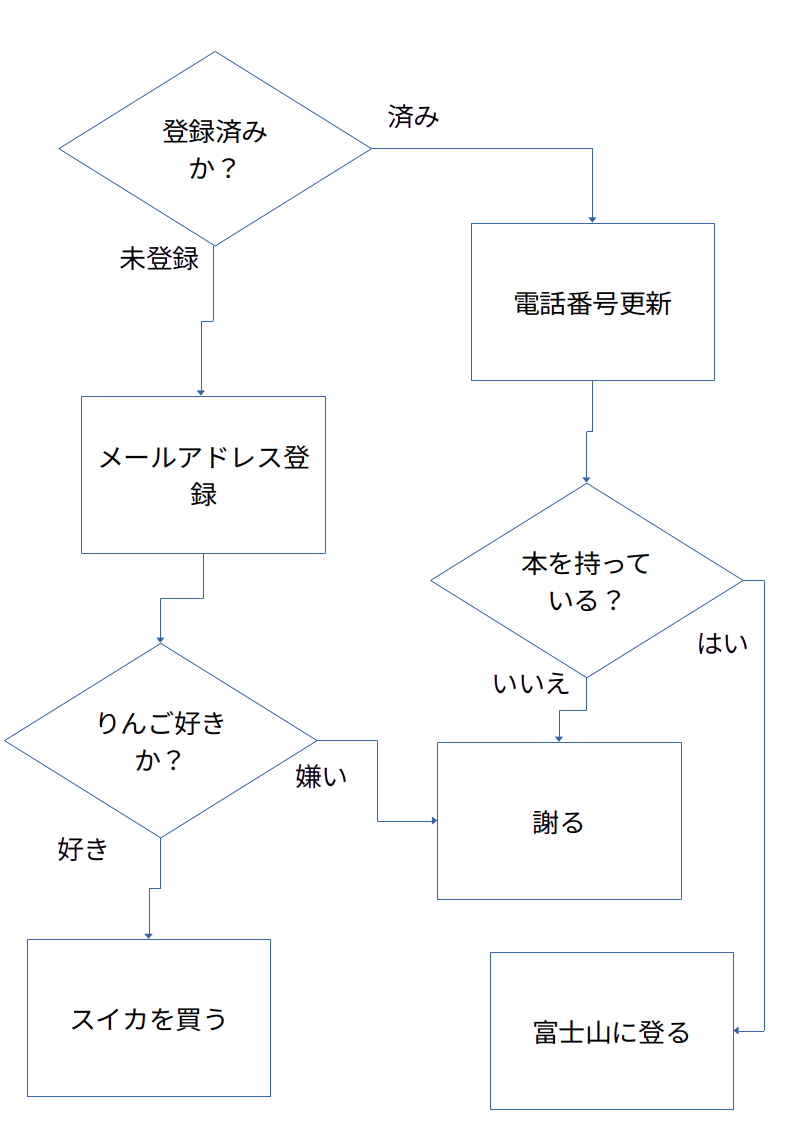 済み
登録済み
か？
未登録
電話番号更新
メールアドレス登
録
本を持って
いる？
はい
いいえ
りんご好き
か？
嫌い
謝る
好き
スイカを買う
富士山に登る